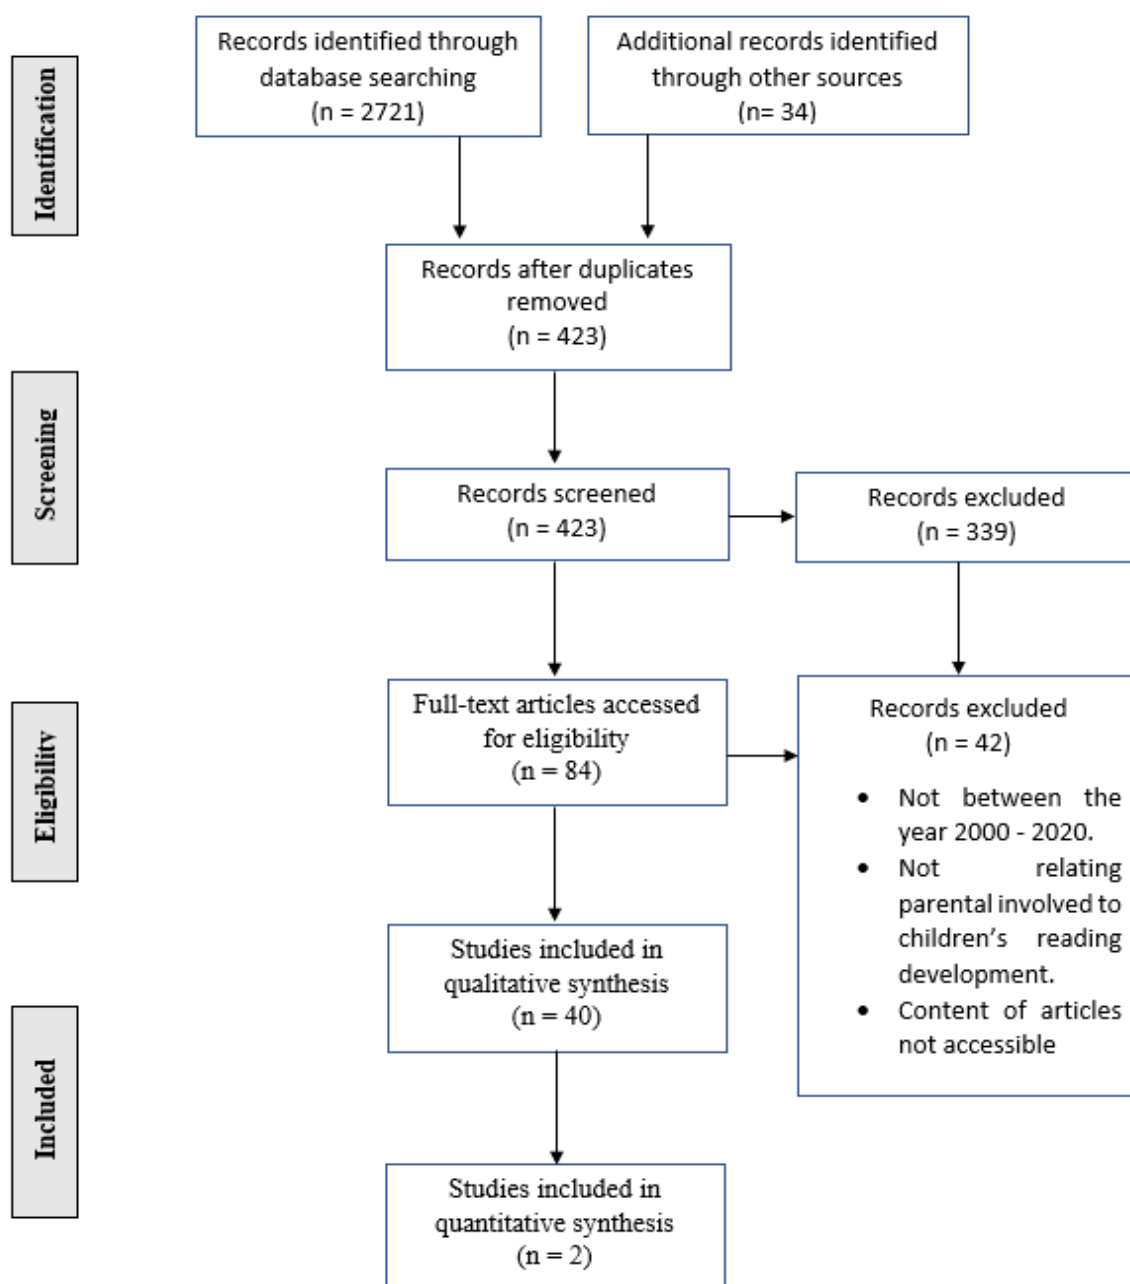 Identification
Records identified through
database searching
(n = 2721)
Additional records identified
through other sources
(n= 34)
Records after duplicates
removed
(n = 423)
Screening
Records screened
(n = 423)
Records excluded
(n = 339)
Eligibility
Full-text articles accessed
for eligibility
(n = 84)
Records excluded
(n = 42)
• Not between the
year 2000 - 2020.
• Not relating
parental involved to
children’s reading
development.
• Content of articles
not accessible
Included
Studies included in
qualitative synthesis
(n = 40)
Studies included in
quantitative synthesis
(n = 2)